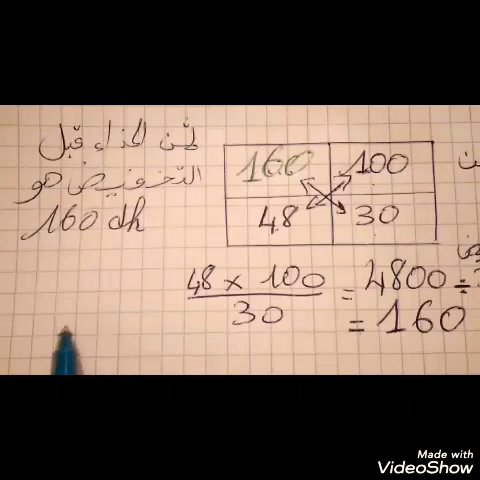 ثمن الحذاء قبل
التخفيض هو
160 dh
160 100
48 30
48 x 100
30
= 4800 ÷
= 160
Made with
VideoShow